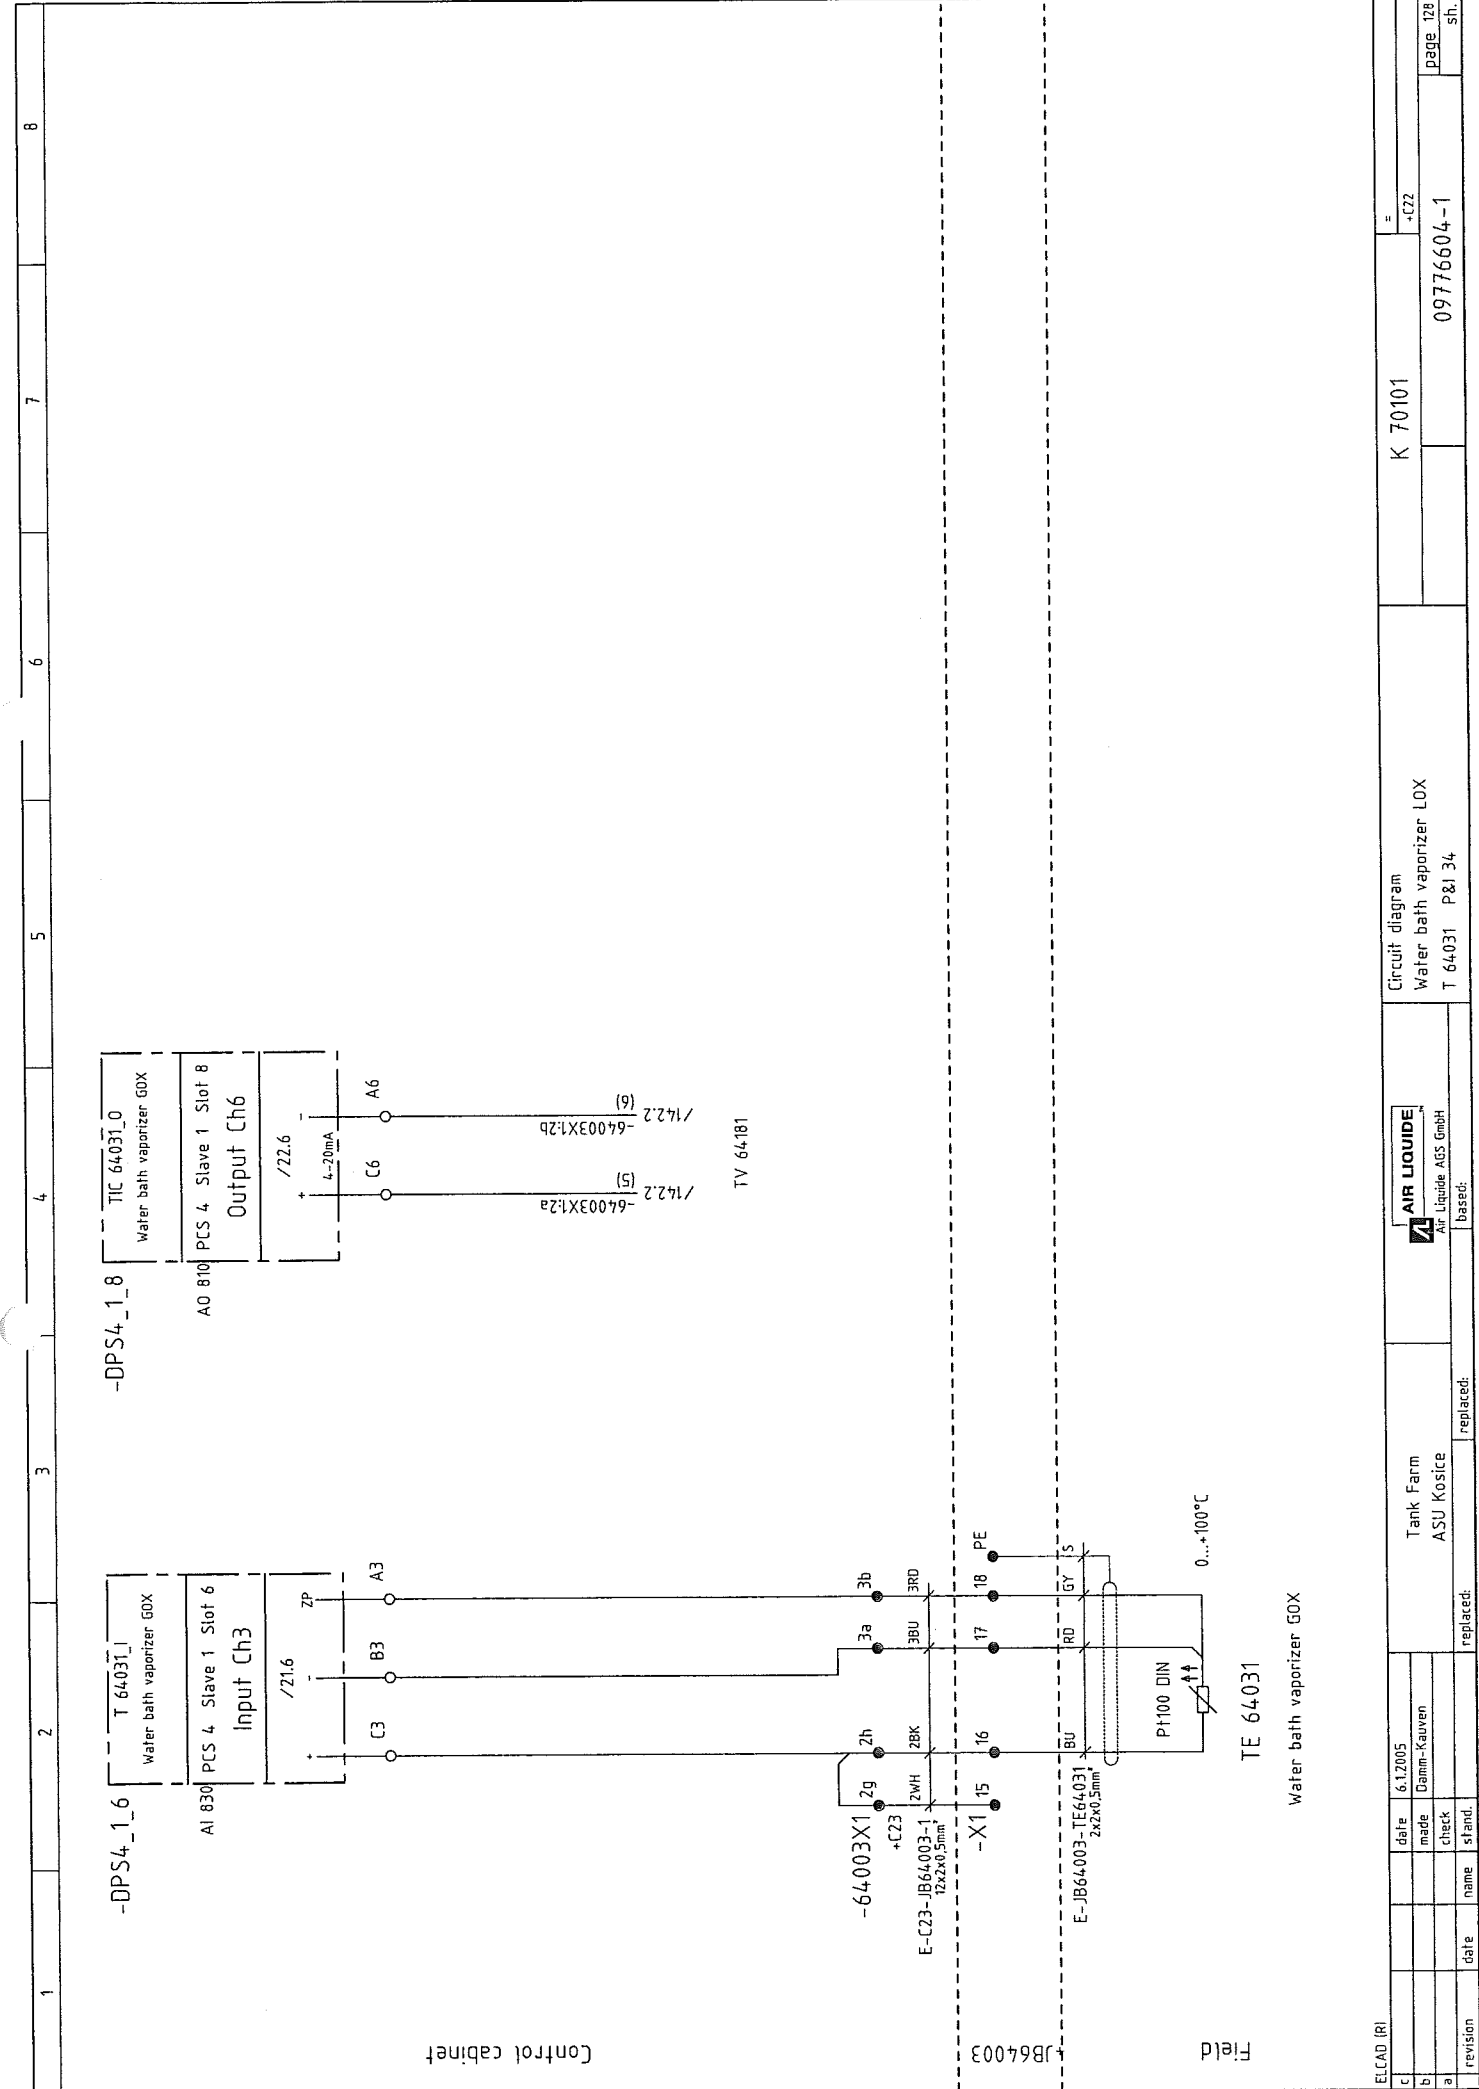 1
2
3
4
5
6
7
8
-DPS4_1_6
T 64031_I
Water bath vaporizer GOX
AI 830
PCS 4 Slave 1 Slot 6
Input Ch3
/21.6
+
-
ZP
C3
B3
A3
-DPS4_1_8
TIC 64031_O
Water bath vaporizer GOX
AO 810
PCS 4 Slave 1 Slot 8
Output Ch6
/22.6
+
4-20mA
-
C6
A6
-64003X1:2a
/142.2
(5)
-64003X1:2b
/142.2
(6)
TV 64181
Control cabinet
-64003X1
+C23
2g
2h
3a
3b
E-C23-JB64003-1
12x2x0,5mm²
2WH
2BK
3BU
3RD
+JB64003
-X1
15
16
17
18
PE
E-JB64003-TE64031
2x2x0,5mm²
BU
RD
GY
S
Field
Pt100 DIN
0...+100°C
TE 64031
Water bath vaporizer GOX
ELCAD (R)
c
b
a
revision
date
name
date
made
check
stand.
6.1.2005
Damm-Kauven
Tank Farm
ASU Kosice
replaced:
replaced:
AIR LIQUIDE
Air Liquide AGS GmbH
based:
Circuit diagram
Water bath vaporizer LOX
T 64031 P&I 34
K 70101
=
+C22
09776604-1
page 128
sh.